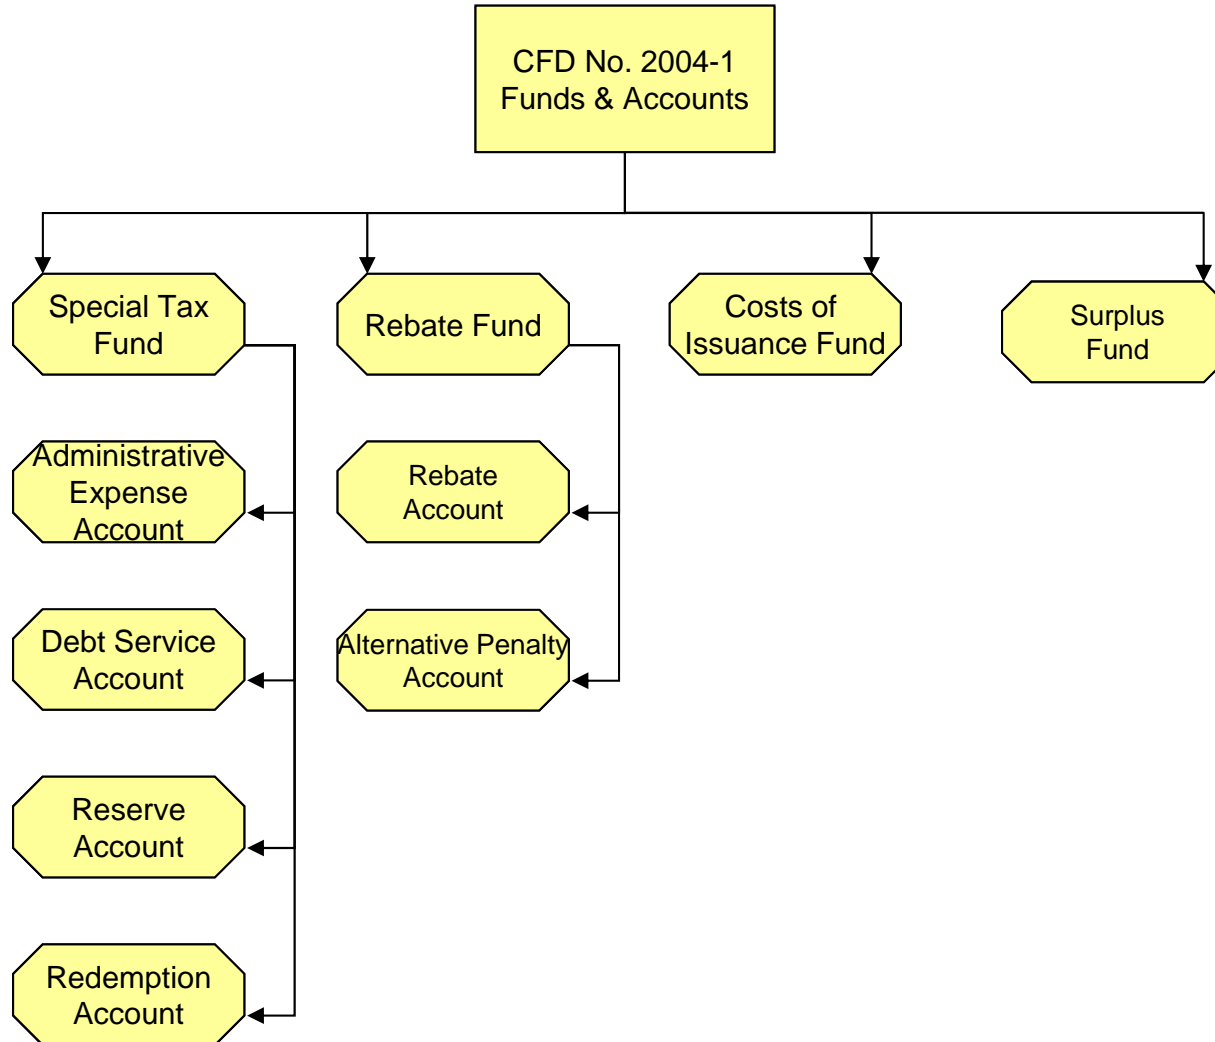 CFD No. 2004-1
Funds & Accounts
Special Tax
Fund
Rebate Fund
Costs of
Issuance Fund
Surplus
Fund
Administrative
Expense
Account
Rebate
Account
Debt Service
Account
Alternative Penalty
Account
Reserve
Account
Redemption
Account